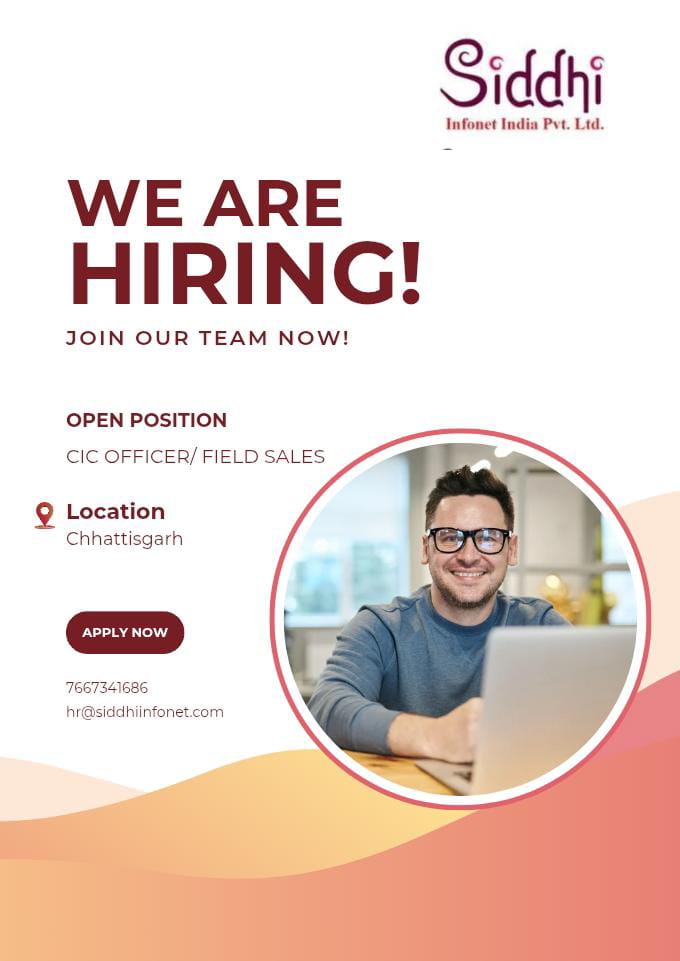 Siddhi
Infonet India Pvt. Ltd.
WE ARE
HIRING!
JOIN OUR TEAM NOW!
OPEN POSITION
CIC OFFICER/ FIELD SALES
Location
Chhattisgarh
APPLY NOW
7667341686
hr@siddhiinfonet.com